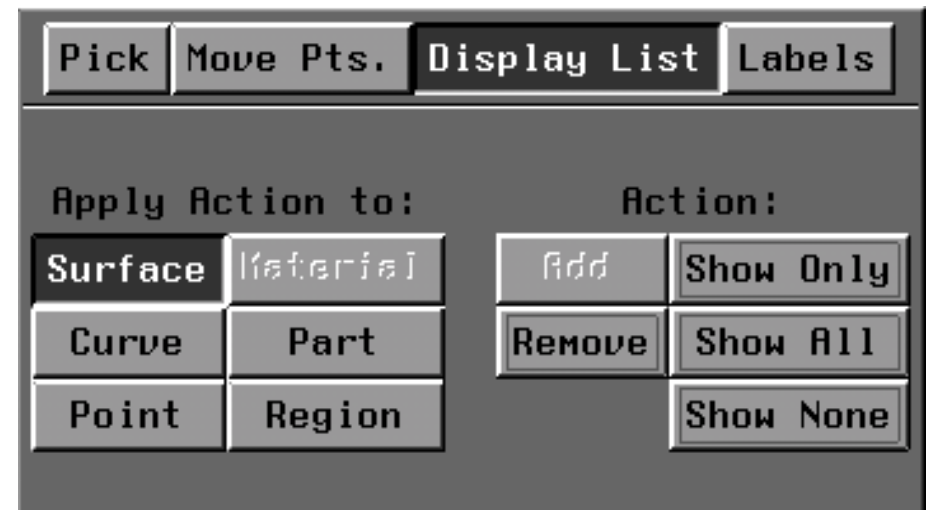 Pick Move Pts. Display List Labels
Apply Action to: Action:
Surface Material Add Show Only
Curve Part Remove Show All
Point Region Show None